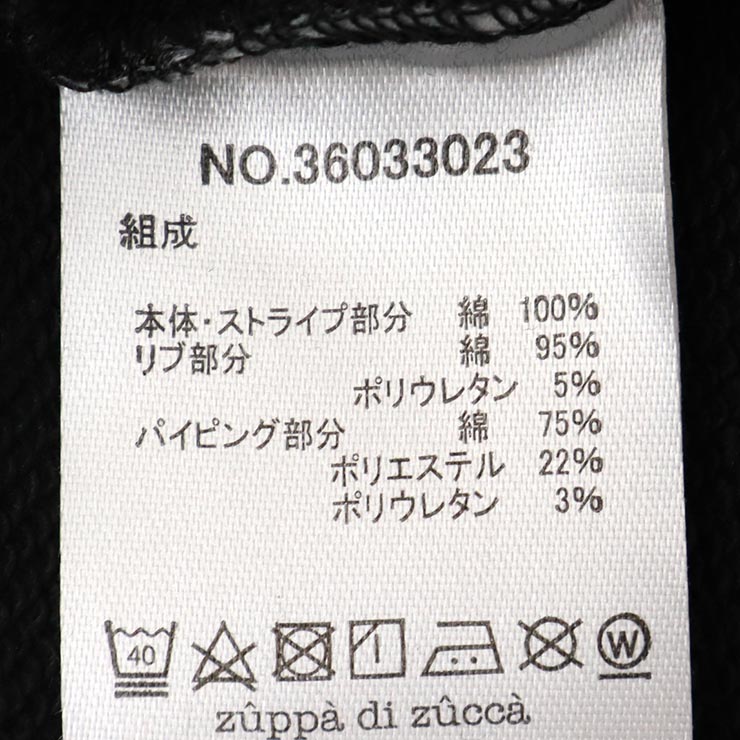 NO.36033023
組成
本体・ストライプ部分 綿 100%
リブ部分 綿 95%
ポリウレタン 5%
パイピング部分 綿 75%
ポリエステル 22%
ポリウレタン 3%
40 W
zûppà di zûccà